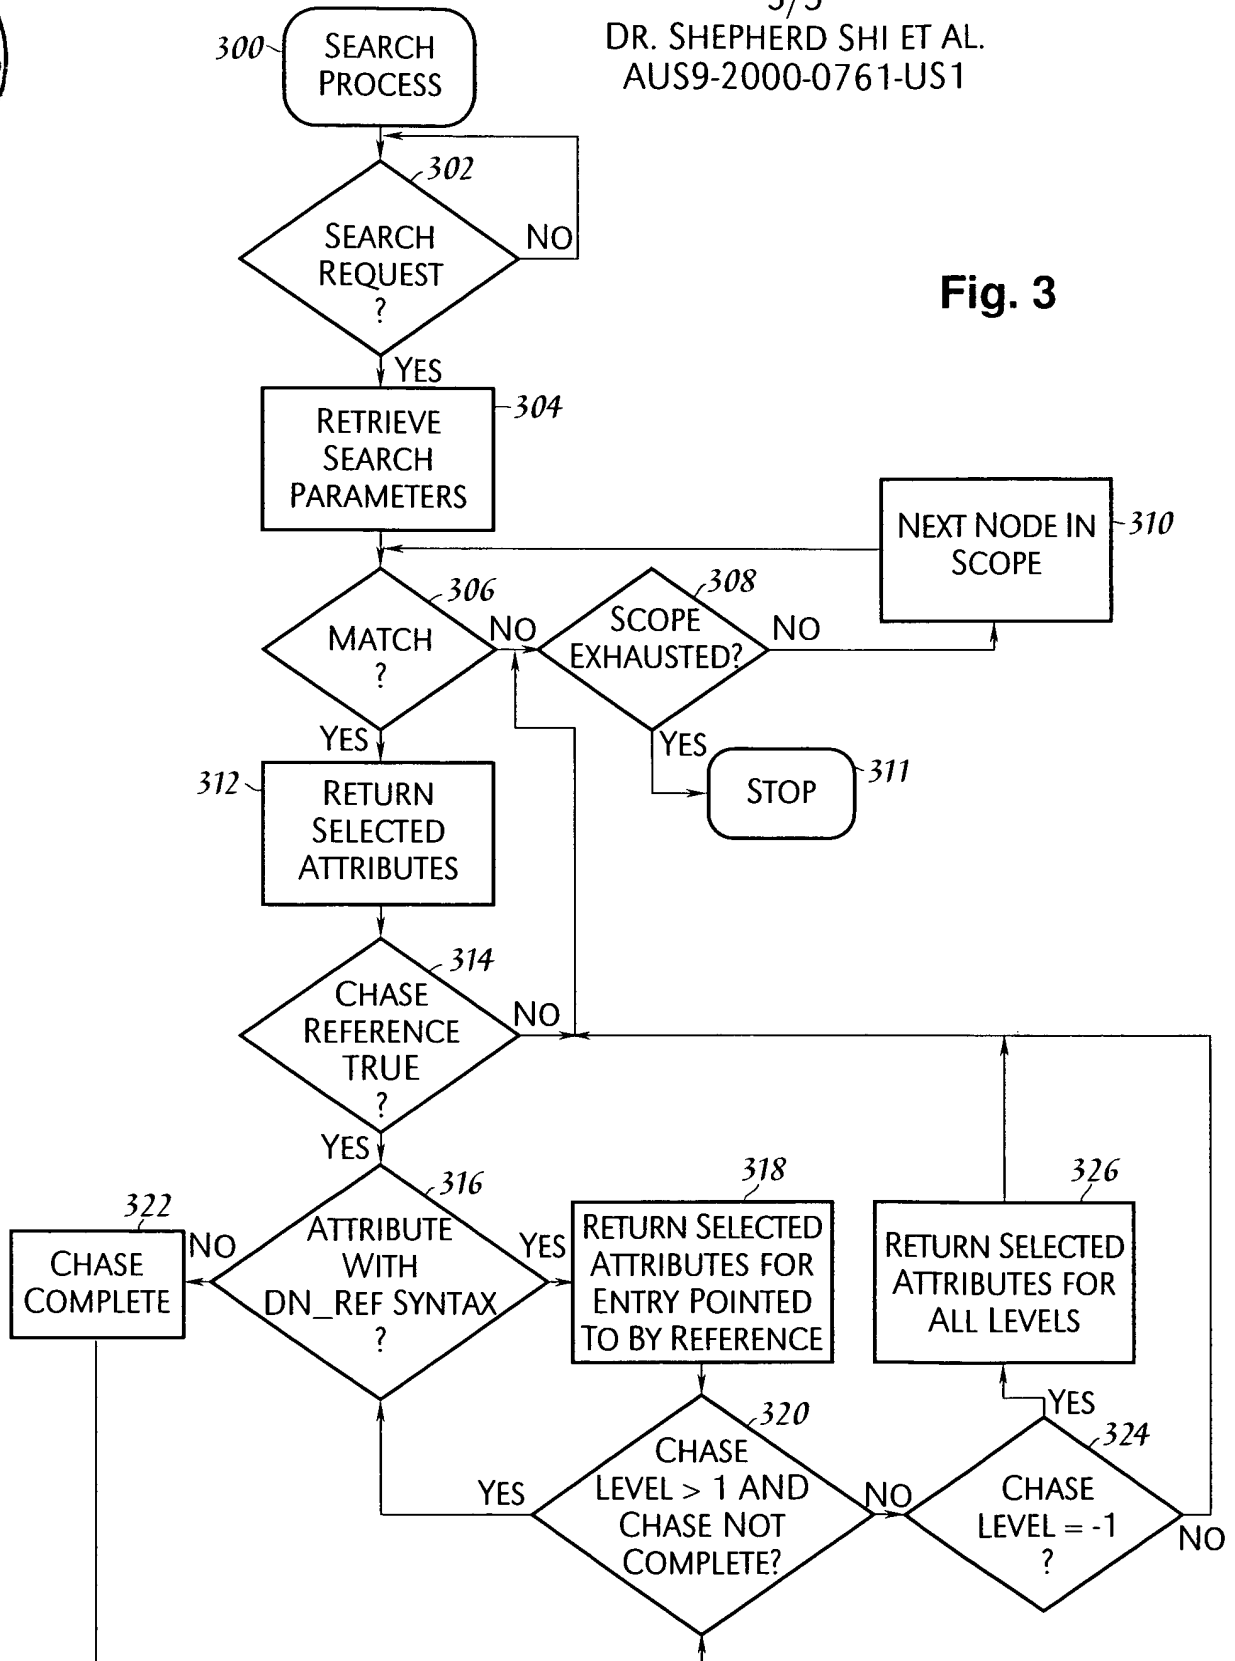 DR. SHEPHERD SHI ET AL.
AUS9-2000-0761-US1
Fig. 3
300
SEARCH
PROCESS
302
SEARCH
REQUEST
?
NO
YES
304
RETRIEVE
SEARCH
PARAMETERS
NEXT NODE IN
SCOPE
310
306
MATCH
?
NO
308
SCOPE
EXHAUSTED?
NO
YES
YES
STOP
311
312
RETURN
SELECTED
ATTRIBUTES
314
CHASE
REFERENCE
TRUE
?
NO
YES
316
ATTRIBUTE
WITH
DN_REF SYNTAX
?
NO
YES
322
CHASE
COMPLETE
318
RETURN SELECTED
ATTRIBUTES FOR
ENTRY POINTED
TO BY REFERENCE
326
RETURN SELECTED
ATTRIBUTES FOR
ALL LEVELS
320
CHASE
LEVEL > 1 AND
CHASE NOT
COMPLETE?
YES
NO
YES
324
CHASE
LEVEL = -1
?
NO